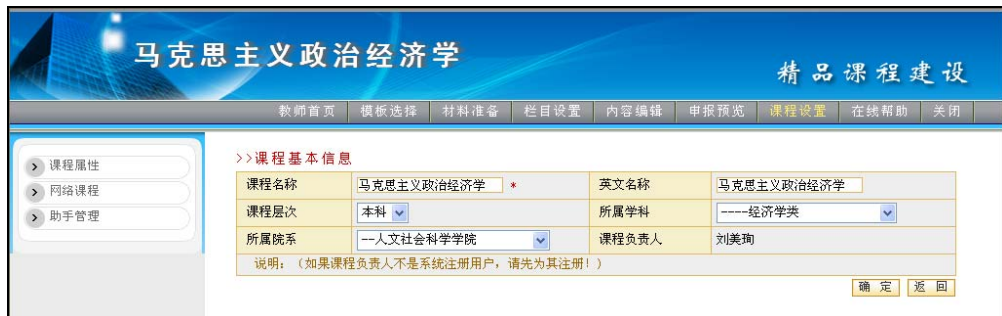 马克思主义政治经济学
精品课程建设
教师首页 模板选择 材料准备 栏目设置 内容编辑 申报预览 课程设置 在线帮助 关闭
课程属性
网络课程
助手管理
>>课程基本信息
课程名称 马克思主义政治经济学 * 英文名称 马克思主义政治经济学
课程层次 本科 所属学科 ----经济学类
所属院系 --人文社会科学学院 课程负责人 刘美珣
说明：（如果课程负责人不是系统注册用户，请先为其注册！）
确 定 返 回